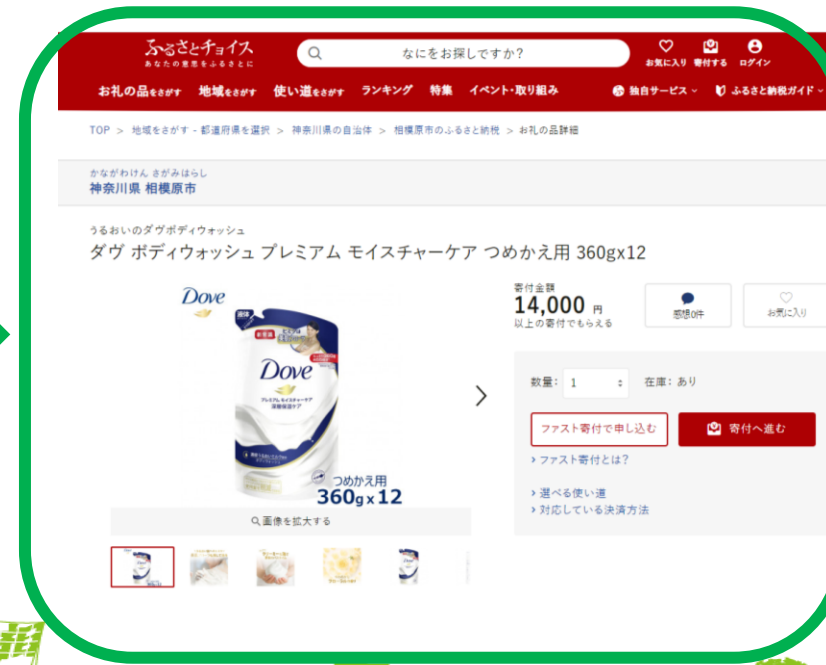 ふるさとチョイス
あなたの意思をふるさとに
なにをお探しですか?
お気に入り 寄付する ログイン
お礼の品をさがす 地域をさがす 使い道をさがす ランキング 特集 イベント・取り組み 独自サービス ふるさと納税ガイド
TOP > 地域をさがす - 都道府県を選択 > 神奈川県の自治体 > 相模原市のふるさと納税 > お礼の品詳細
かながわけん さがみはらし
神奈川県 相模原市
うるおいのダヴボディウォッシュ
ダヴ ボディウォッシュ プレミアム モイスチャーケア つめかえ用 360gx12
Dove
Dove
プレミアム モイスチャーケア
つめかえ用
360gx12
画像を拡大する
寄付金額
14,000 円
以上の寄付でもらえる
感想0件
お気に入り
数量: 1 在庫: あり
ファスト寄付で申し込む 寄付へ進む
> ファスト寄付とは?
> 選べる使い道
> 対応している決済方法